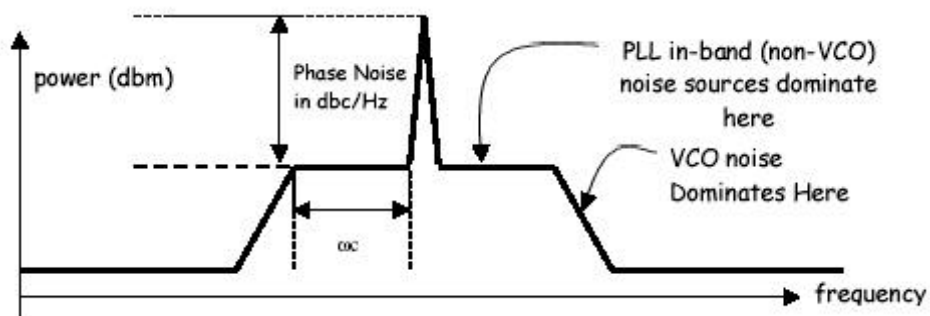 power (dbm)
Phase Noise
in dbc/Hz
PLL in-band (non-VCO)
noise sources dominate
here
VCO noise
Dominates Here
ωc
frequency